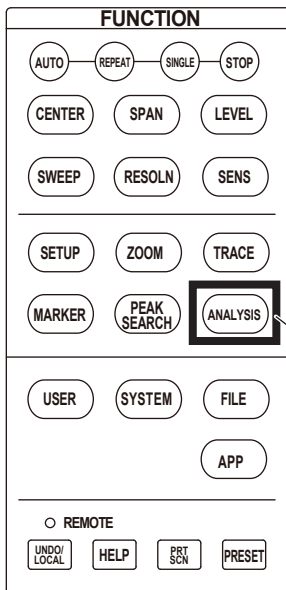 FUNCTION
AUTO REPEAT SINGLE STOP
CENTER SPAN LEVEL
SWEEP RESOLN SENS
SETUP ZOOM TRACE
MARKER PEAK SEARCH ANALYSIS
USER SYSTEM FILE
APP
REMOTE
UNDO/ LOCAL HELP PRT SCN PRESET